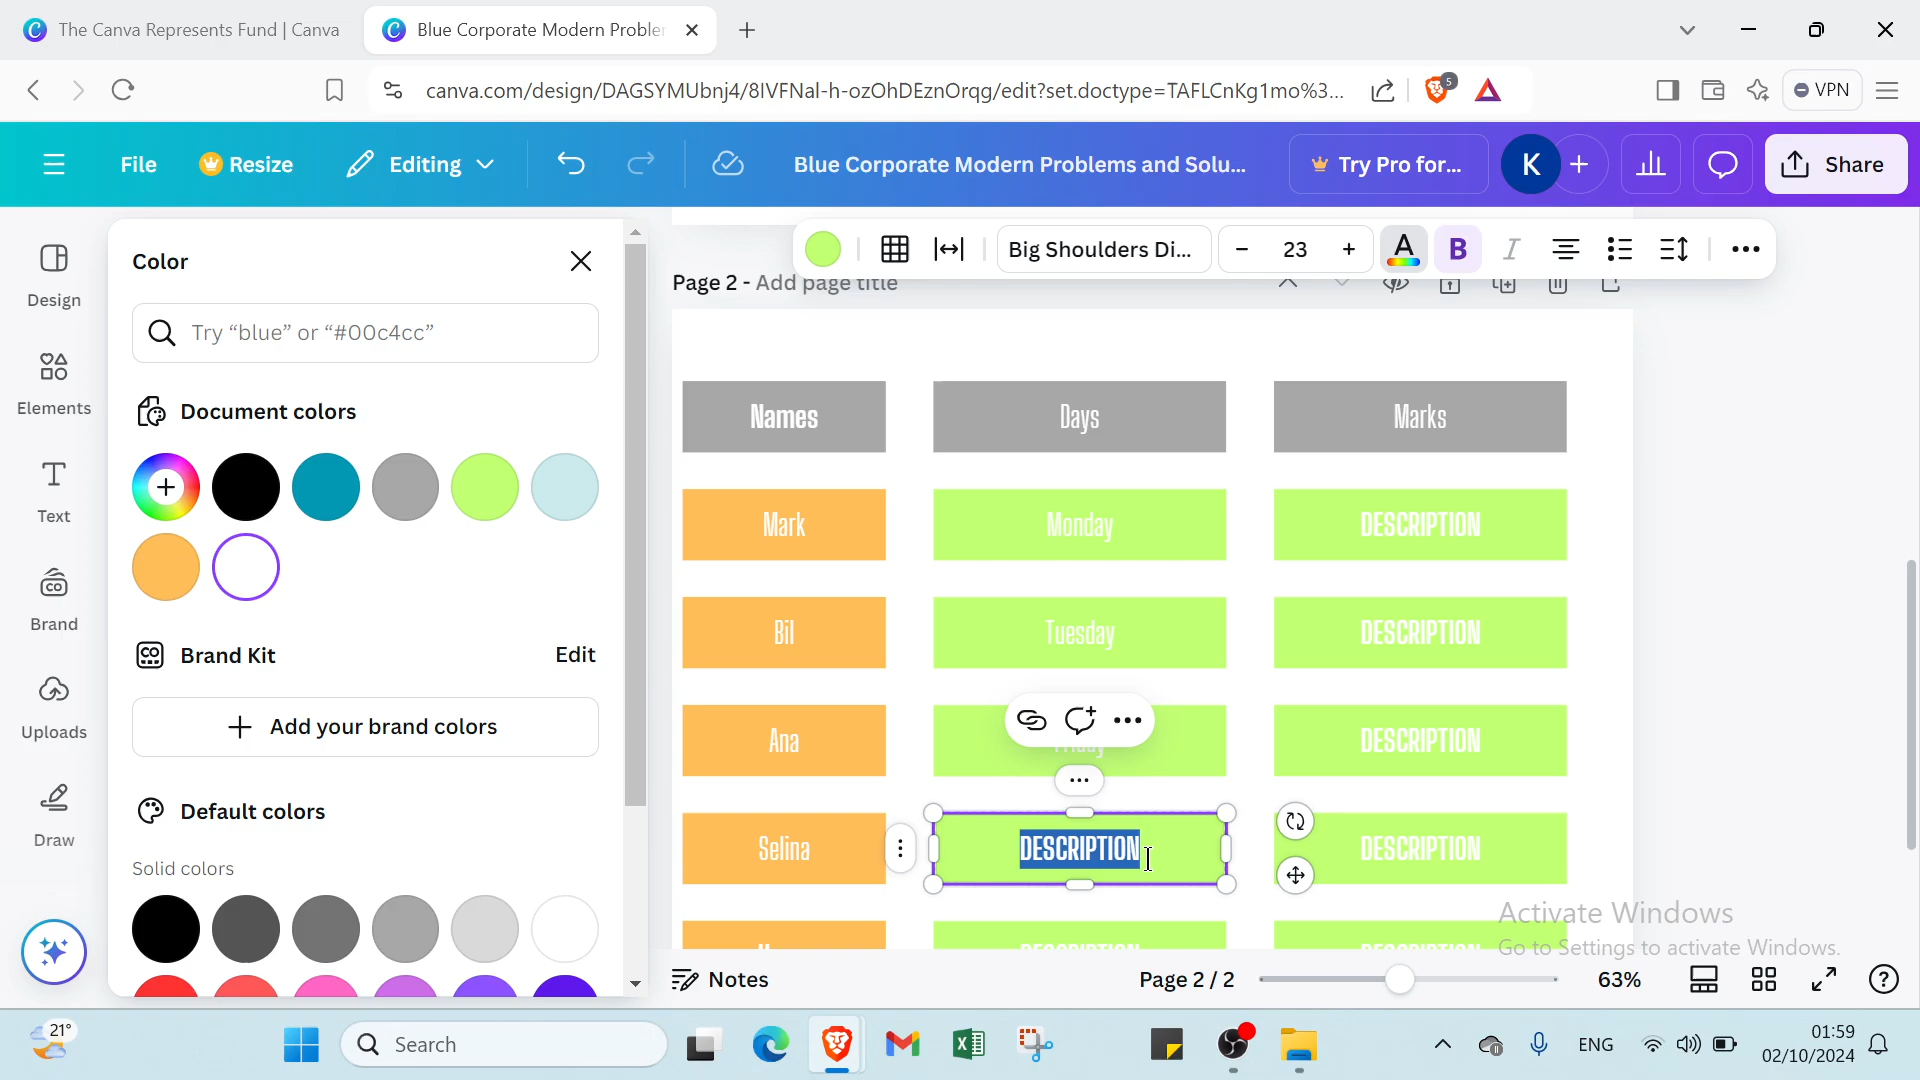 The Canva Represents Fund | Canva
Blue Corporate Modern Probler
canva.com/design/DAGSYMUbnj4/8IVFNal-h-ozOhDEznOrqg/edit?set.doctype=TAFLCnKg1mo%3...
5
VPN
File
Resize
Editing
Blue Corporate Modern Problems and Solu...
Try Pro for...
K
Share
Design
Elements
Text
Brand
Uploads
Draw
Color
Try "blue" or "#00c4cc"
Document colors
Brand Kit
Edit
Add your brand colors
Default colors
Solid colors
Big Shoulders Di...
23
A
B
I
Page 2 - Add page title
Names Days Marks
Mark Monday DESCRIPTION
Bil Tuesday DESCRIPTION
Ana Friday DESCRIPTION
Selina DESCRIPTION DESCRIPTION
DESCRIPTION DESCRIPTION
Activate Windows
Go to Settings to activate Windows.
Notes
Page 2 / 2
63%
21°
Search
ENG
01:59
02/10/2024